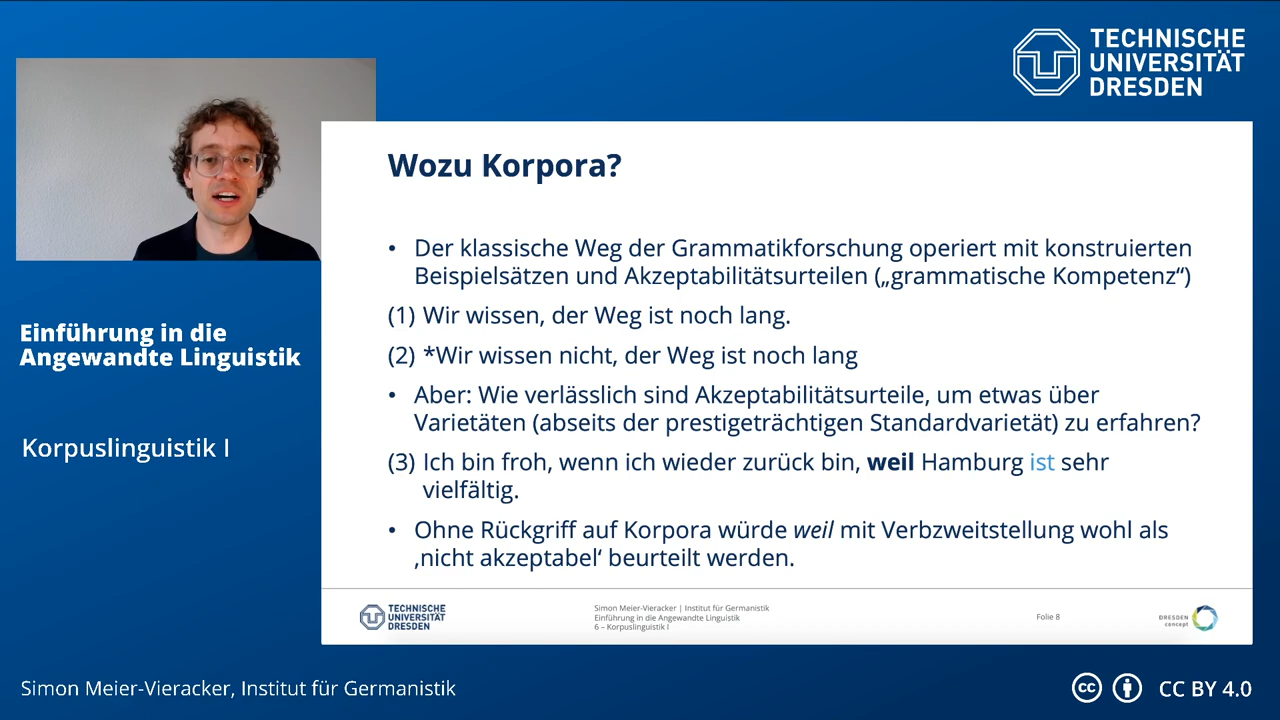 TECHNISCHE
UNIVERSITÄT
DRESDEN
Einführung in die
Angewandte Linguistik
Korpuslinguistik I
Wozu Korpora?
• Der klassische Weg der Grammatikforschung operiert mit konstruierten
Beispielsätzen und Akzeptabilitätsurteilen („grammatische Kompetenz“)
(1) Wir wissen, der Weg ist noch lang.
(2) *Wir wissen nicht, der Weg ist noch lang
• Aber: Wie verlässlich sind Akzeptabilitätsurteile, um etwas über
Varietäten (abseits der prestigeträchtigen Standardvarietät) zu erfahren?
(3) Ich bin froh, wenn ich wieder zurück bin, weil Hamburg ist sehr
vielfältig.
• Ohne Rückgriff auf Korpora würde weil mit Verbzweitstellung wohl als
‚nicht akzeptabel‘ beurteilt werden.
TECHNISCHE
UNIVERSITÄT
DRESDEN
Simon Meier-Vieracker | Institut für Germanistik
Einführung in die Angewandte Linguistik
6 – Korpuslinguistik I
Folie 8
DRESDEN
concept
Simon Meier-Vieracker, Institut für Germanistik
cc
CC BY 4.0